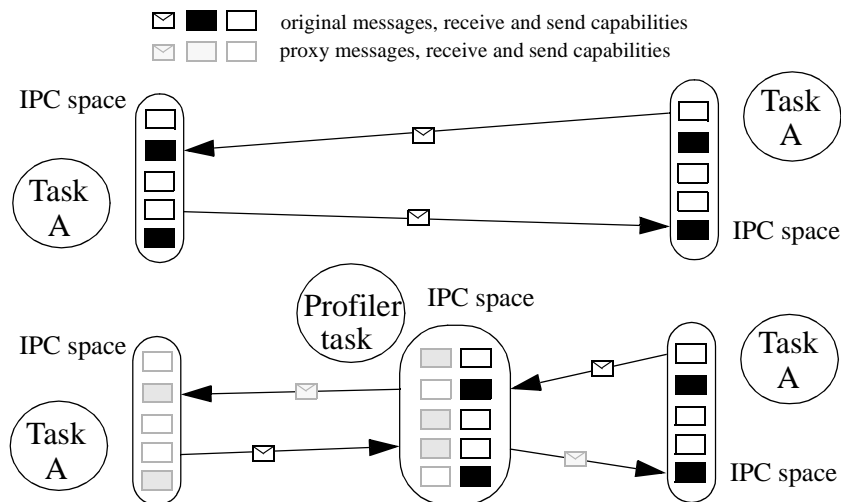 original messages, receive and send capabilities
proxy messages, receive and send capabilities
IPC space
Task
A
Task
A
IPC space
Profiler
task
IPC space
IPC space
Task
A
Task
A
IPC space